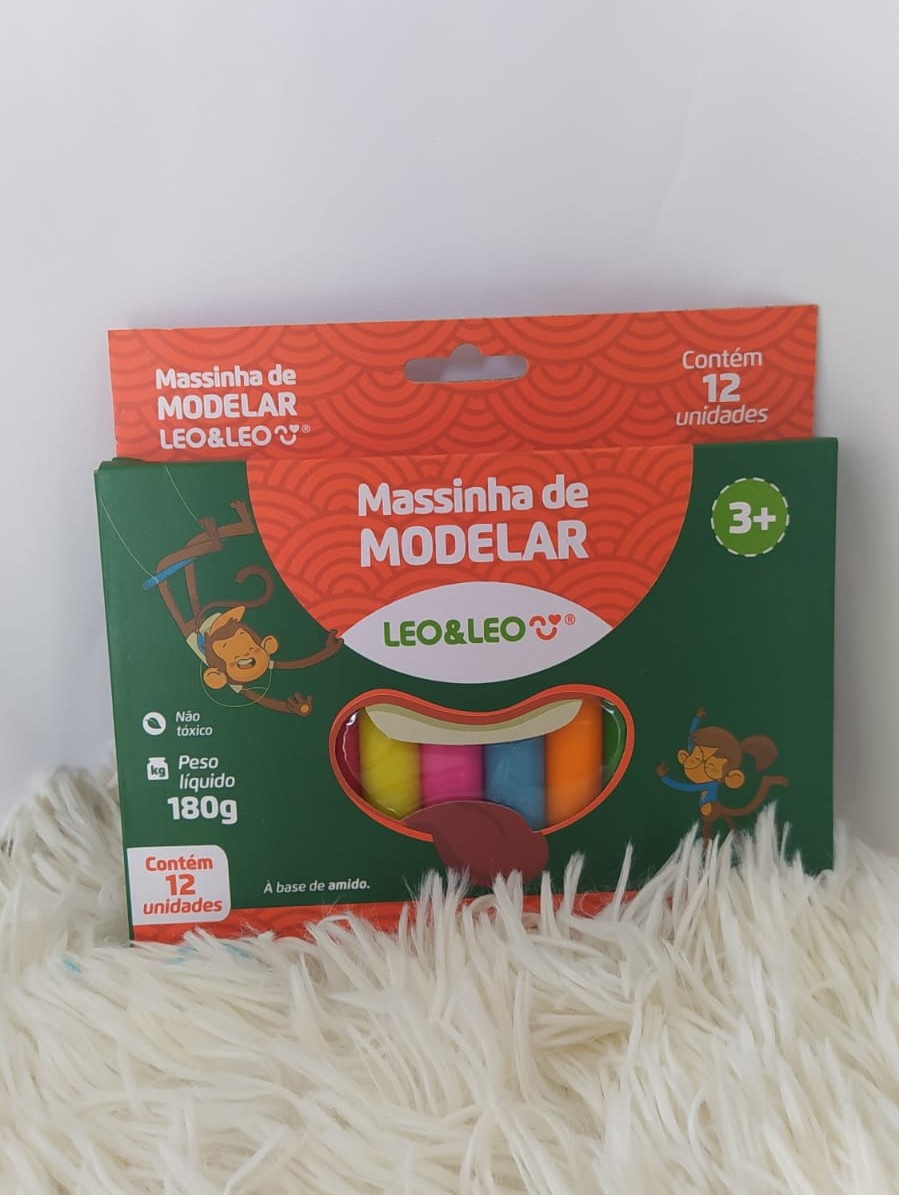 Massinha de
MODELAR
LEO&LEO®
Contém
12
unidades
Massinha de
MODELAR
LEO&LEO®
3+
Não
tóxico
kg
Peso
líquido
180g
Contém
12
unidades
À base de amido.